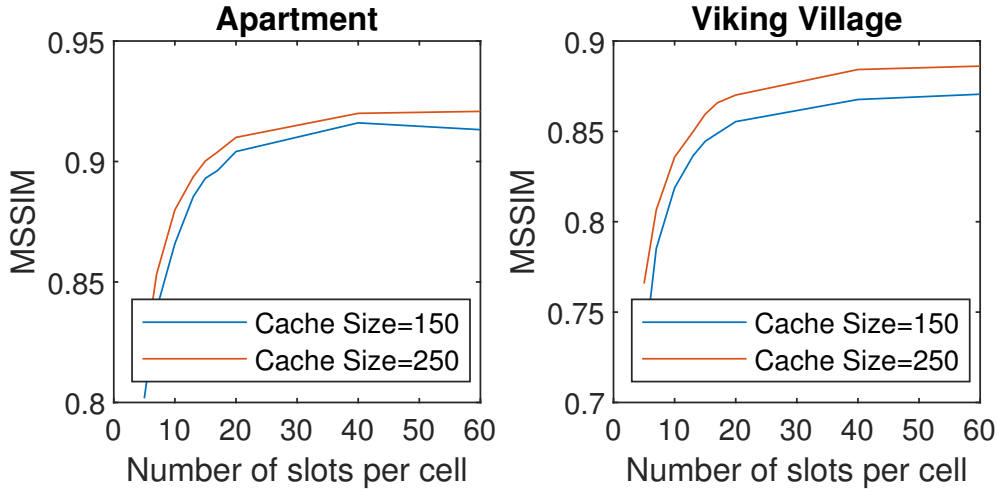 Apartment
0.95
0.9
0.85
0.8
MSSIM
0 10 20 30 40 50 60
Number of slots per cell
Cache Size=150
Cache Size=250
Viking Village
0.9
0.85
0.8
0.75
0.7
MSSIM
0 10 20 30 40 50 60
Number of slots per cell
Cache Size=150
Cache Size=250